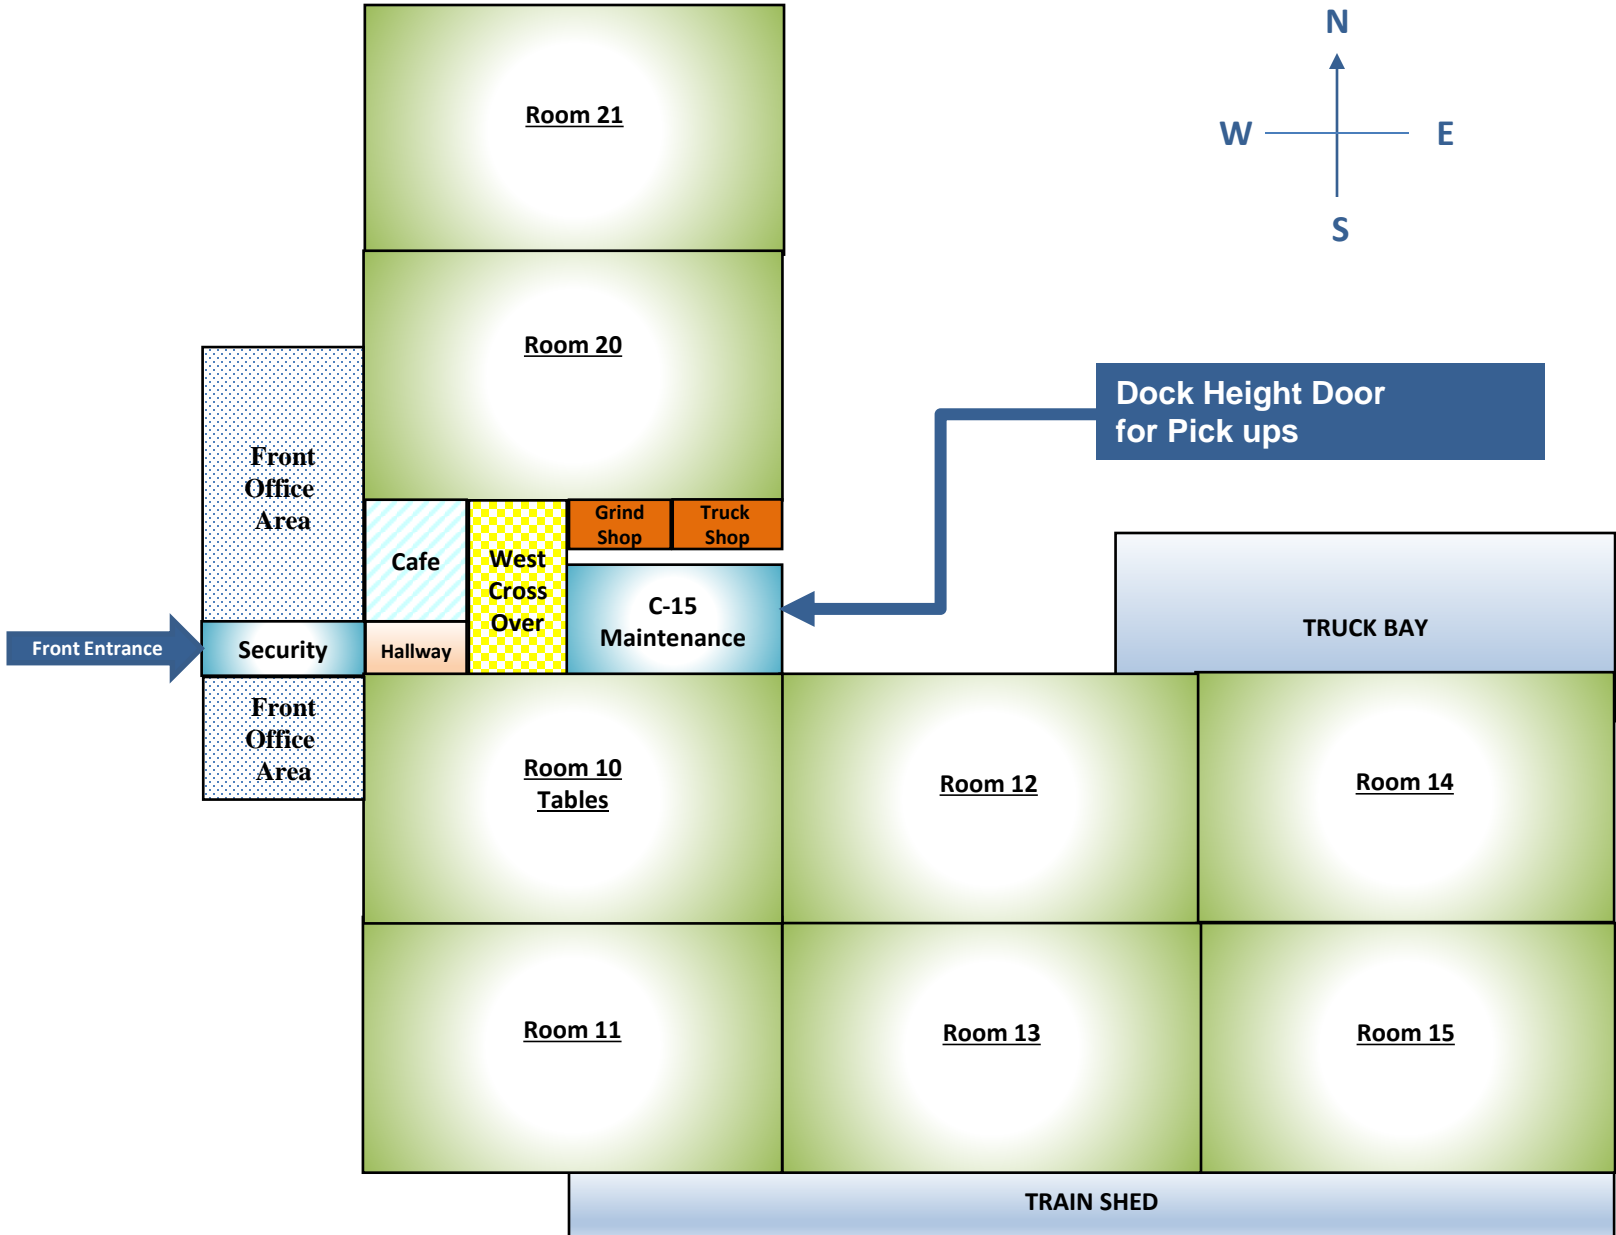 N
Room 21
W
E
S
Room 20
Dock Height Door
for Pick ups
Front
Office
Area
Grind
Shop
Truck
Shop
Cafe
West
Cross
Over
C-15
Maintenance
TRUCK BAY
Front Entrance
Security
Hallway
Front
Office
Area
Room 10
Tables
Room 12
Room 14
Room 11
Room 13
Room 15
TRAIN SHED